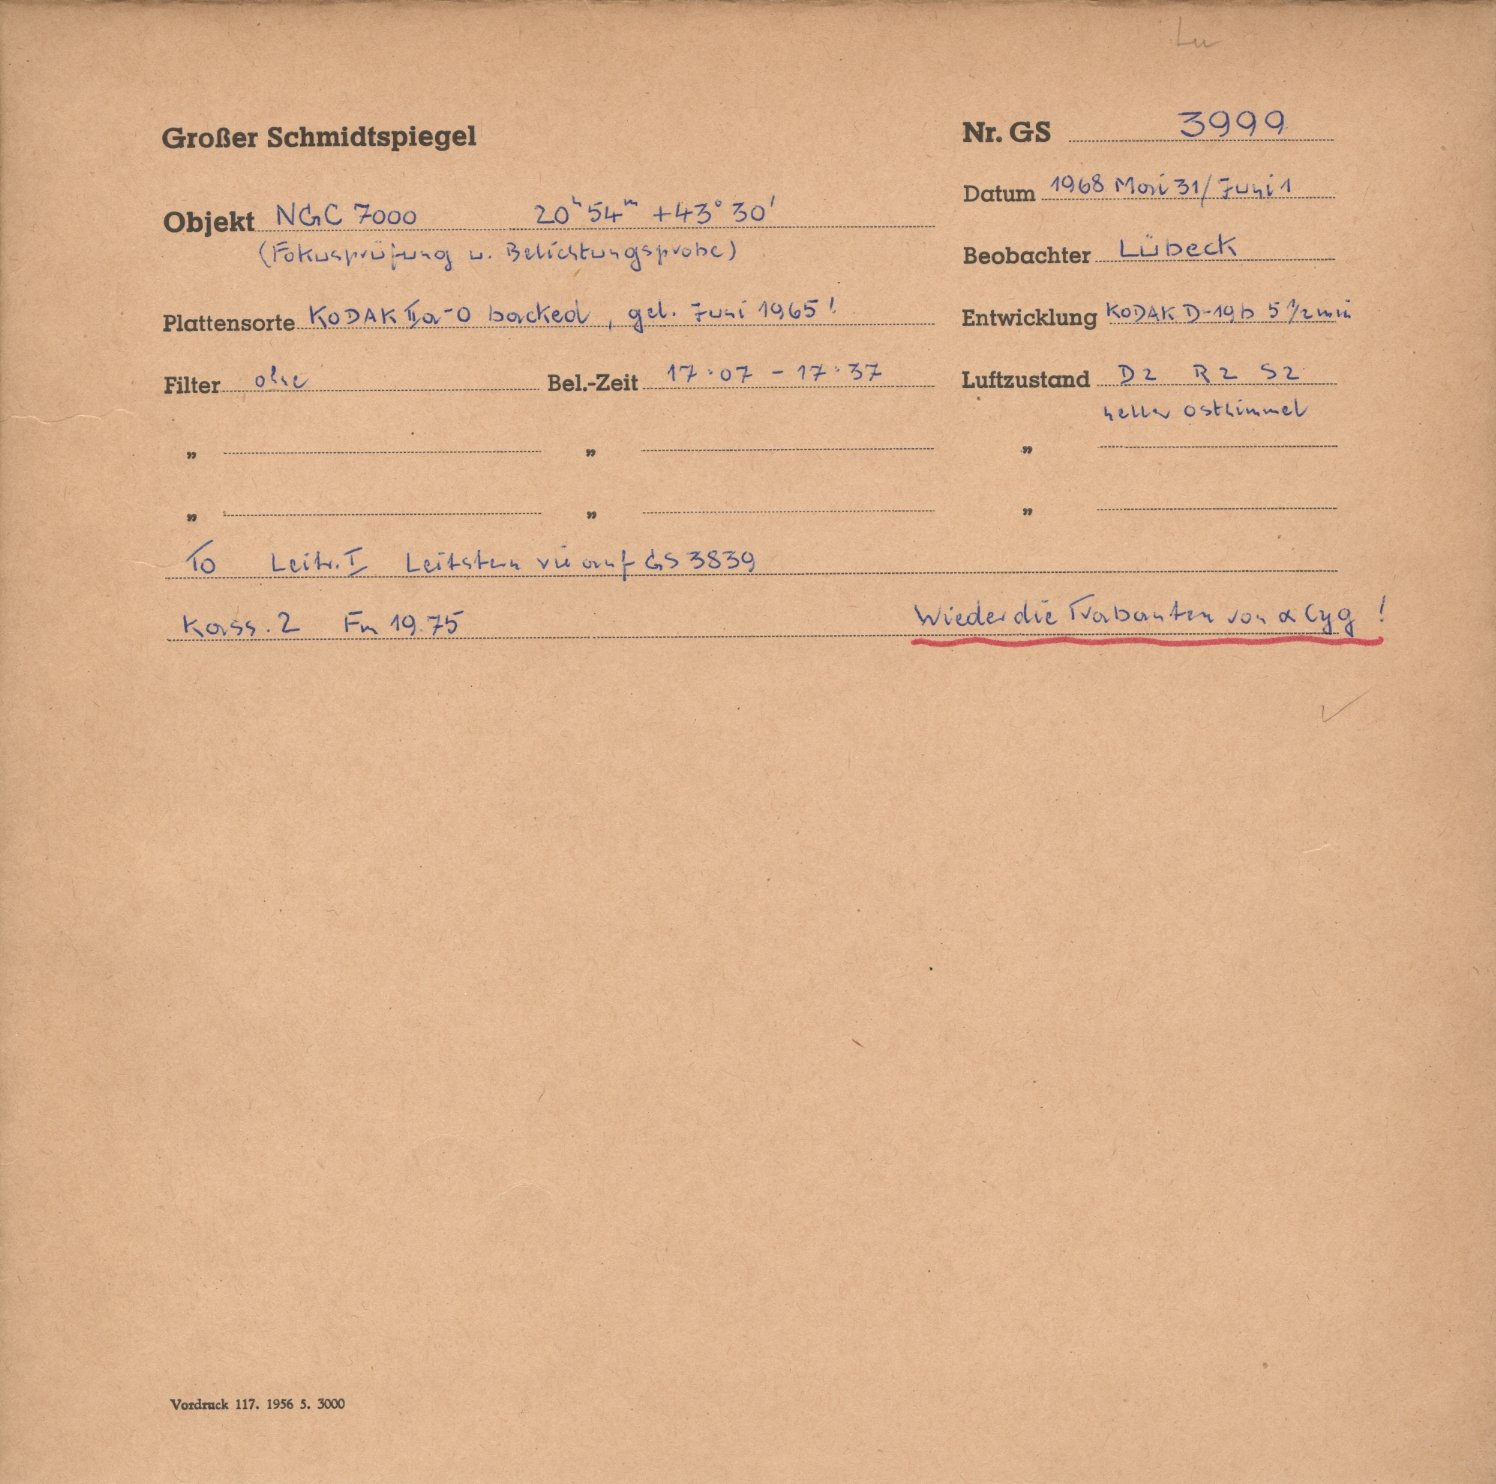 Lu
Großer Schmidtspiegel
Nr. GS 3999
Datum 1968 Mai 31/Juni 1
Objekt NGC 7000 20ʰ54ᵐ +43°30'
(Fokusprüfung u. Belichtungsprobe)
Beobachter Lübeck
Plattensorte KODAK IIa-O backed, gel. Juni 1965!
Entwicklung KODAK D-19b 5 1/2 min
Filter ohne Bel.-Zeit 17:07 - 17:37 Luftzustand D2 R2 S2
heller Osthimmel
„ „ „
„ „ „
To Leitr. I Leitstern wie auf GS 3839
Kass. 2 Fn 19.75 Wieder die Trabanten von α Cyg!
Vordruck 117. 1956 5. 3000